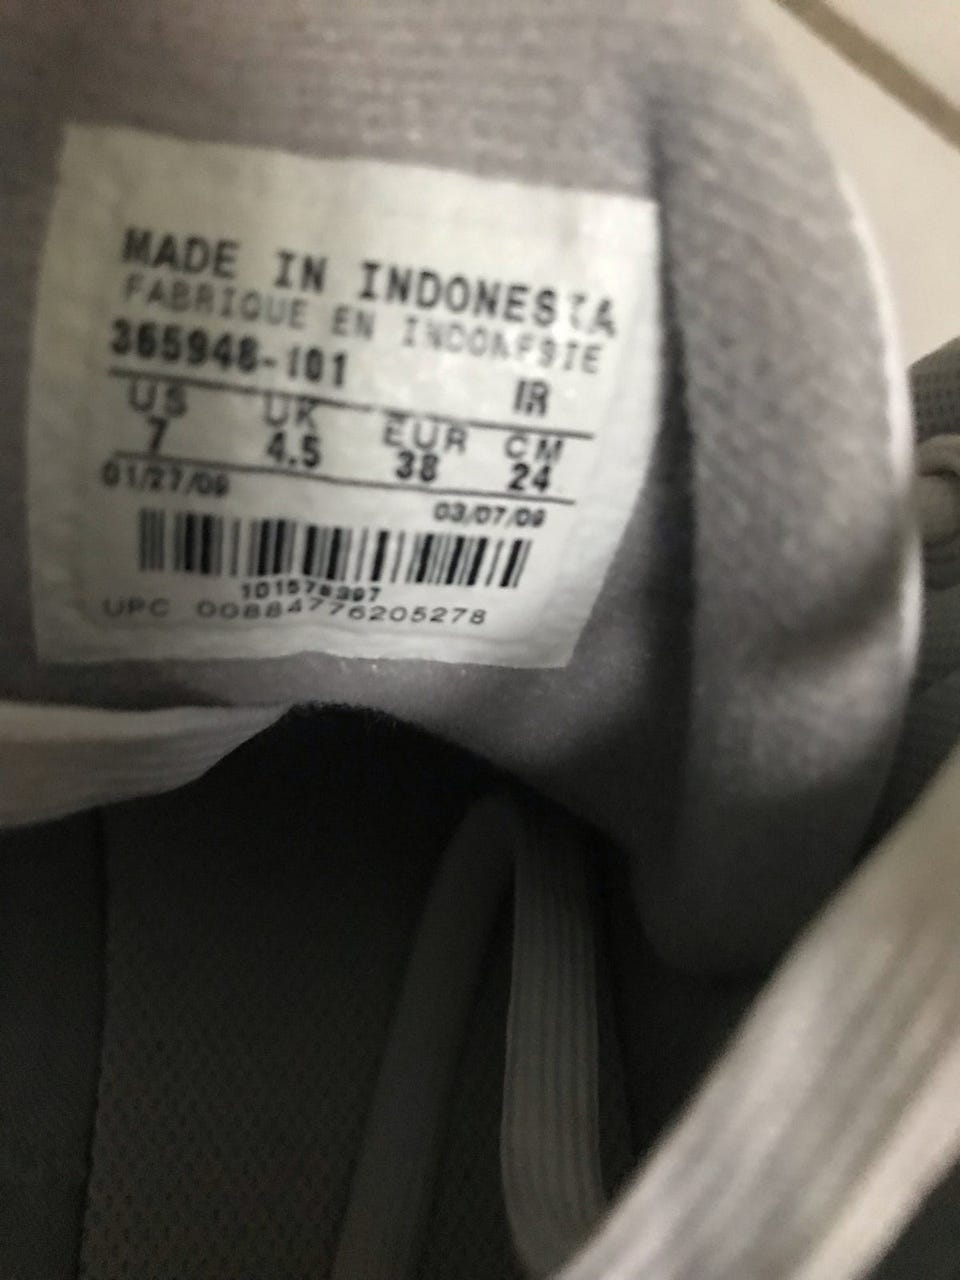 MADE IN INDONESIA
FABRIQUE EN INDONESIE
365948-101 IR
US UK EUR CM
7 4.5 38 24
01/27/09 03/07/09
101578397
UPC 00884776205278